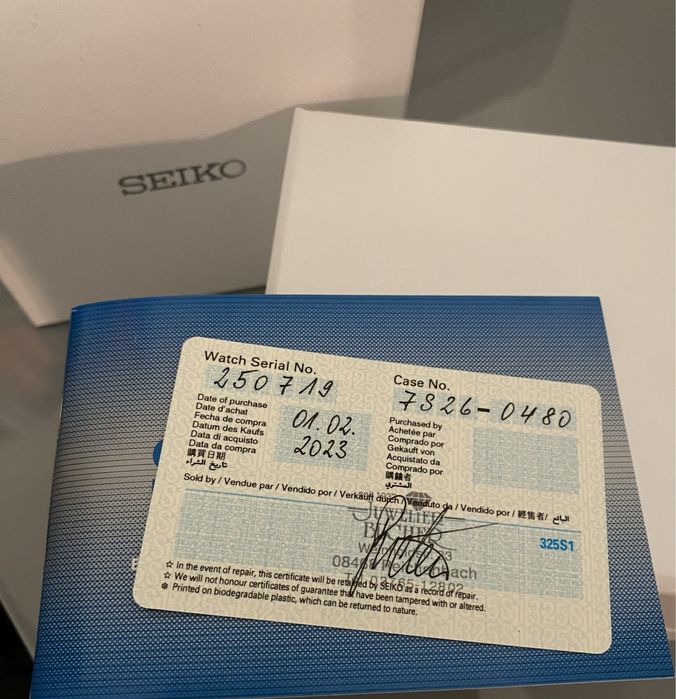 SEIKO
Watch Serial No.
250719
Case No.
7S26-0480
Date of purchase
Date d'achat
Fecha de compra
Datum des Kaufs
Data di acquisto
Data da compra
購買日期
تاريخ الشراء
01.02.
2023
Purchased by
Achetée par
Comprado por
Gekauft von
Acquistato da
Comprado por
購錶者
المشتري
Sold by / Vendue par / Vendido por / Verkauft durch / Venduto da / Vendido por / 經售者 / البائع
JUWELIER
325S1
☆ In the event of repair, this certificate will be retained by SEIKO as a record of repair.
☆ We will not honour certificates of guarantee that have been tampered with or altered.
❄ Printed on biodegradable plastic, which can be returned to nature.